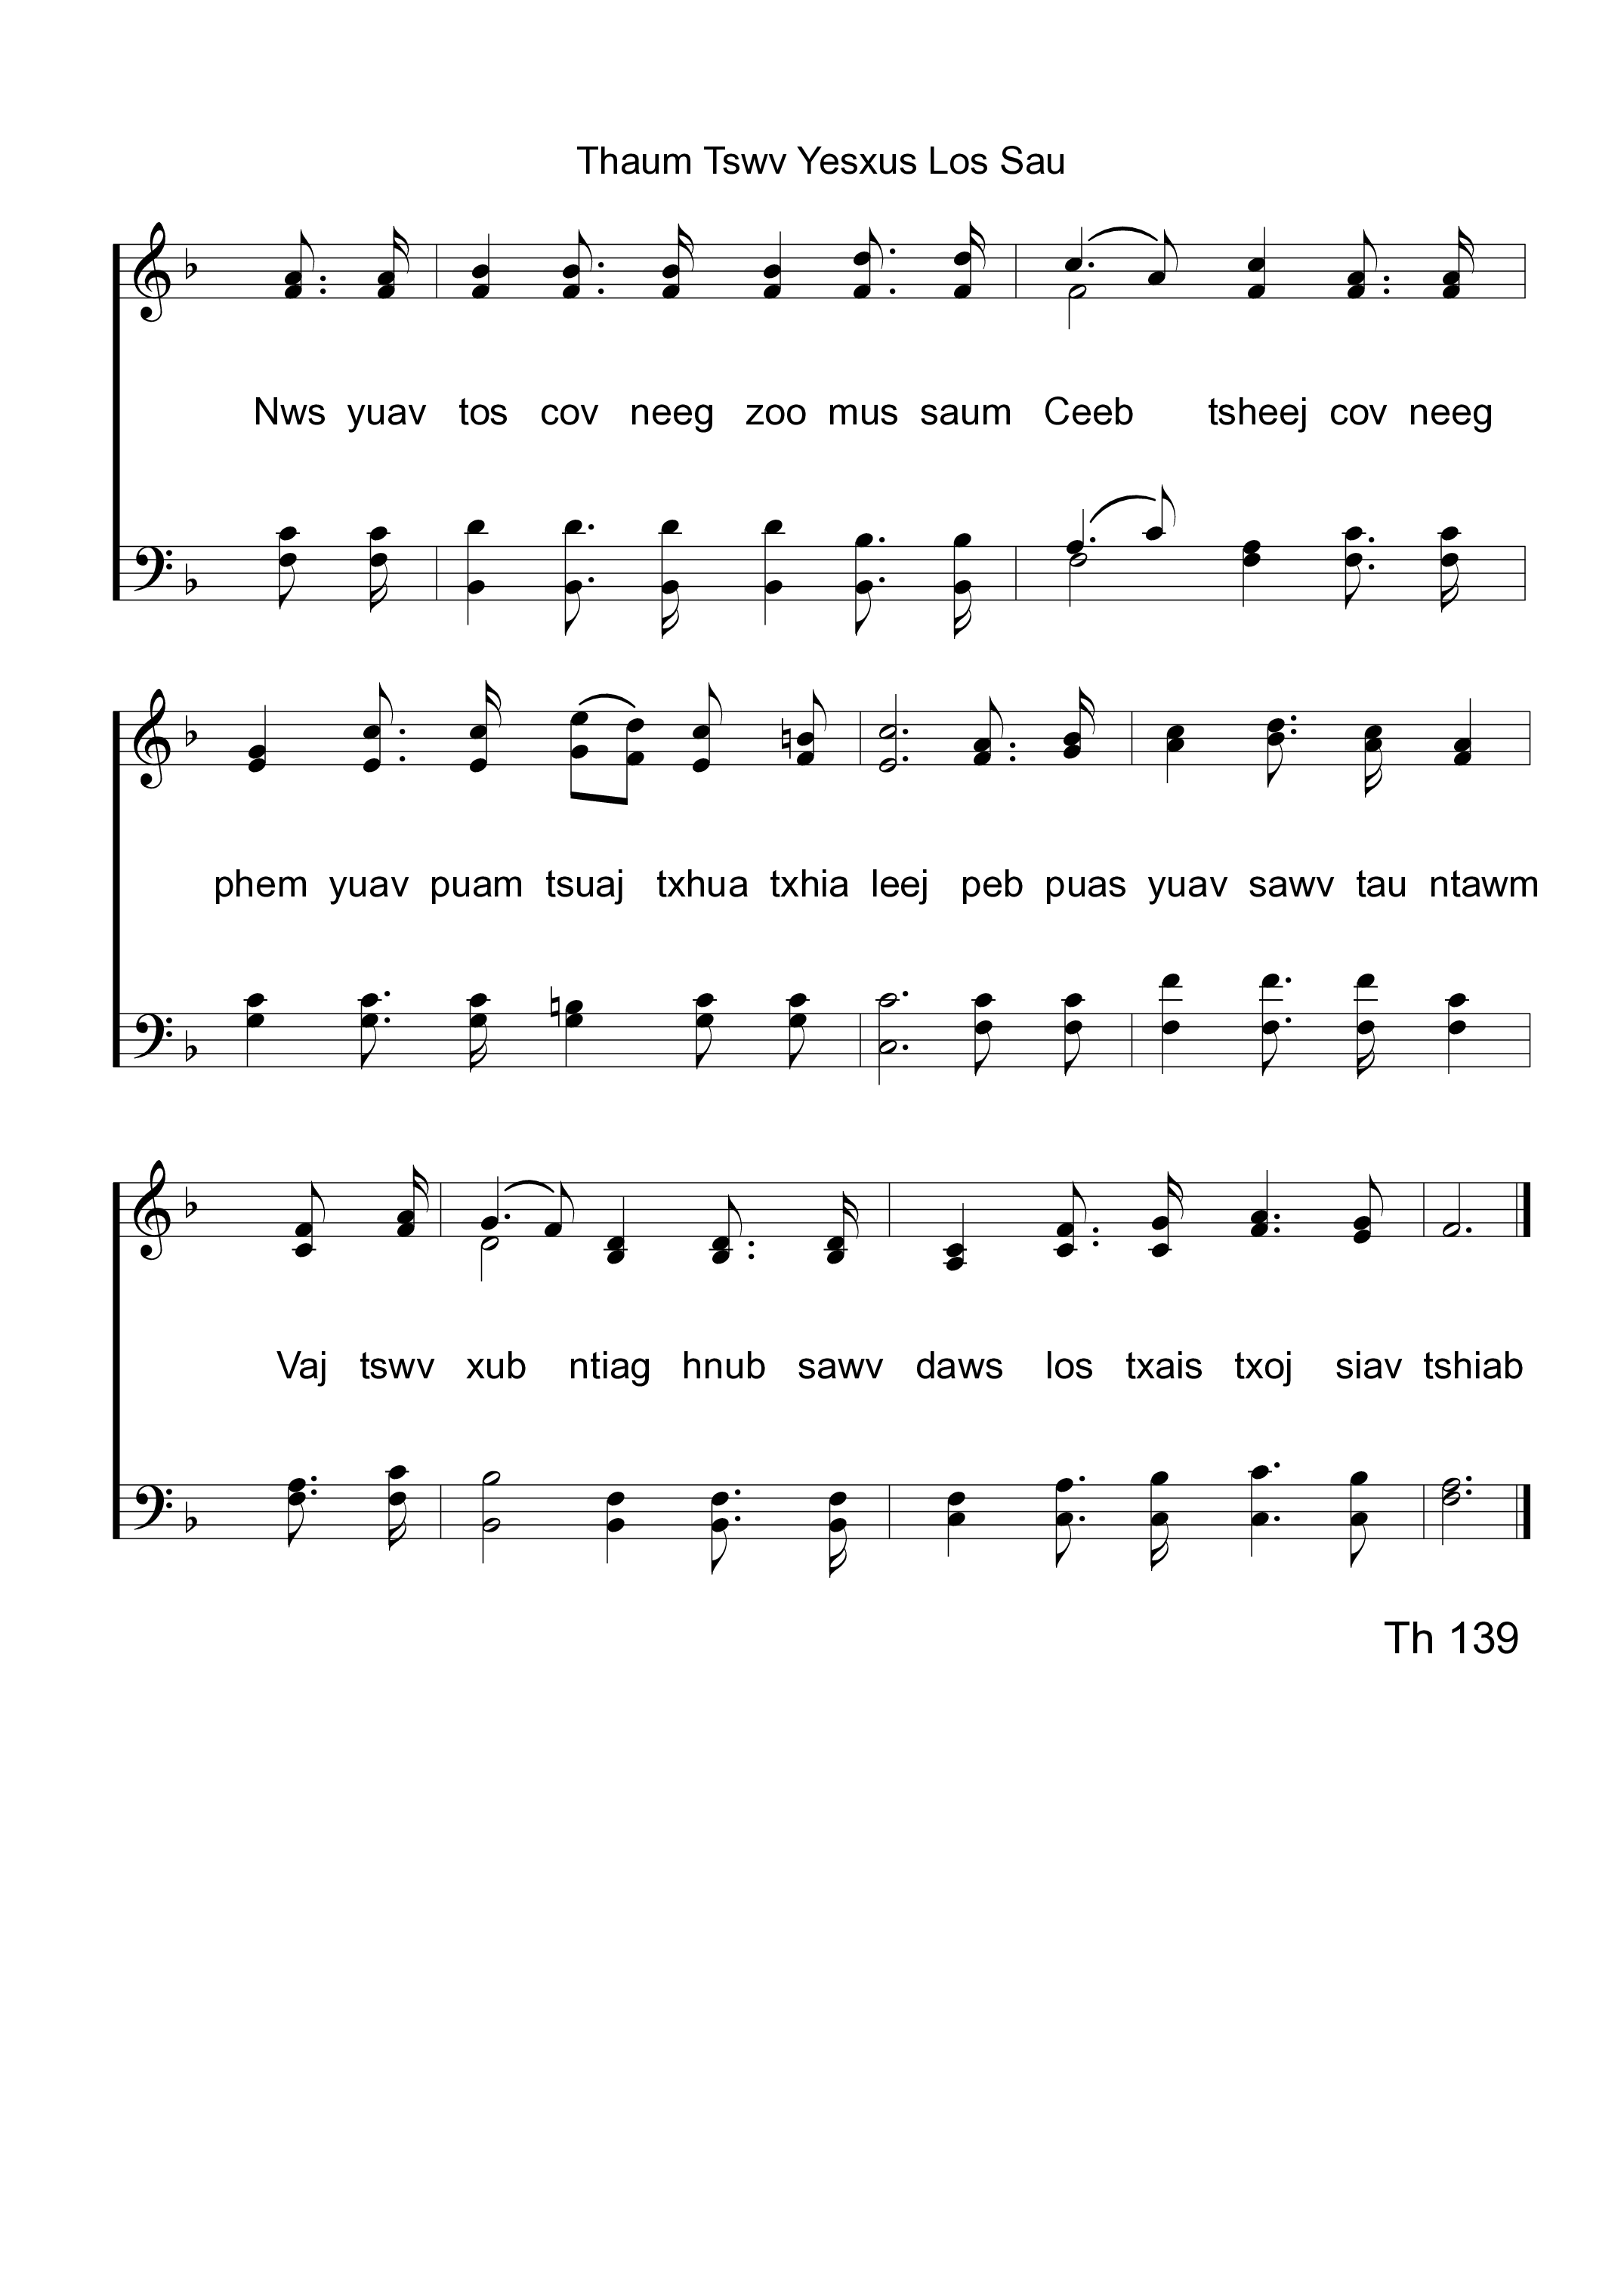 Thaum Tswv Yesxus Los Sau
Nws yuav tos cov neeg zoo mus saum Ceeb tsheej cov neeg
phem yuav puam tsuaj txhua txhia leej peb puas yuav sawv tau ntawm
Vaj tswv xub ntiag hnub sawv daws los txais txoj siav tshiab
Th 139